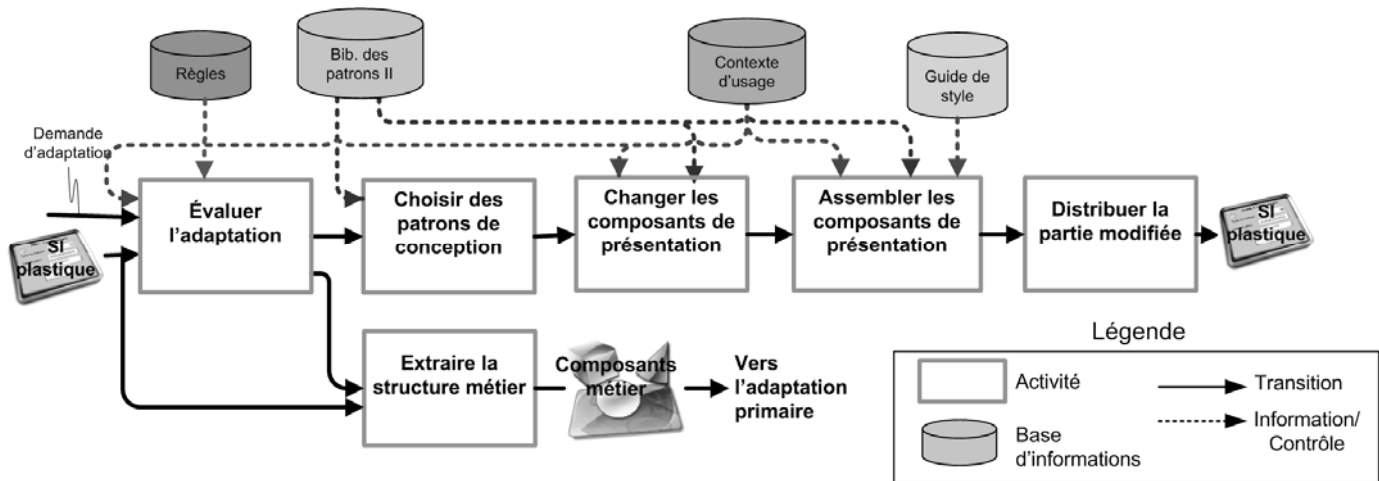 Règles
Bib. des
patrons II
Contexte
d'usage
Guide de
style
Demande
d'adaptation
SI
plastique
Évaluer
l'adaptation
Choisir des
patrons de
conception
Changer les
composants de
présentation
Assembler les
composants de
présentation
Distribuer la
partie modifiée
SI
plastique
Extraire la
structure métier
Composants
métier
Vers
l'adaptation
primaire
Légende
Activité
Transition
Base
d'informations
Information/
Contrôle